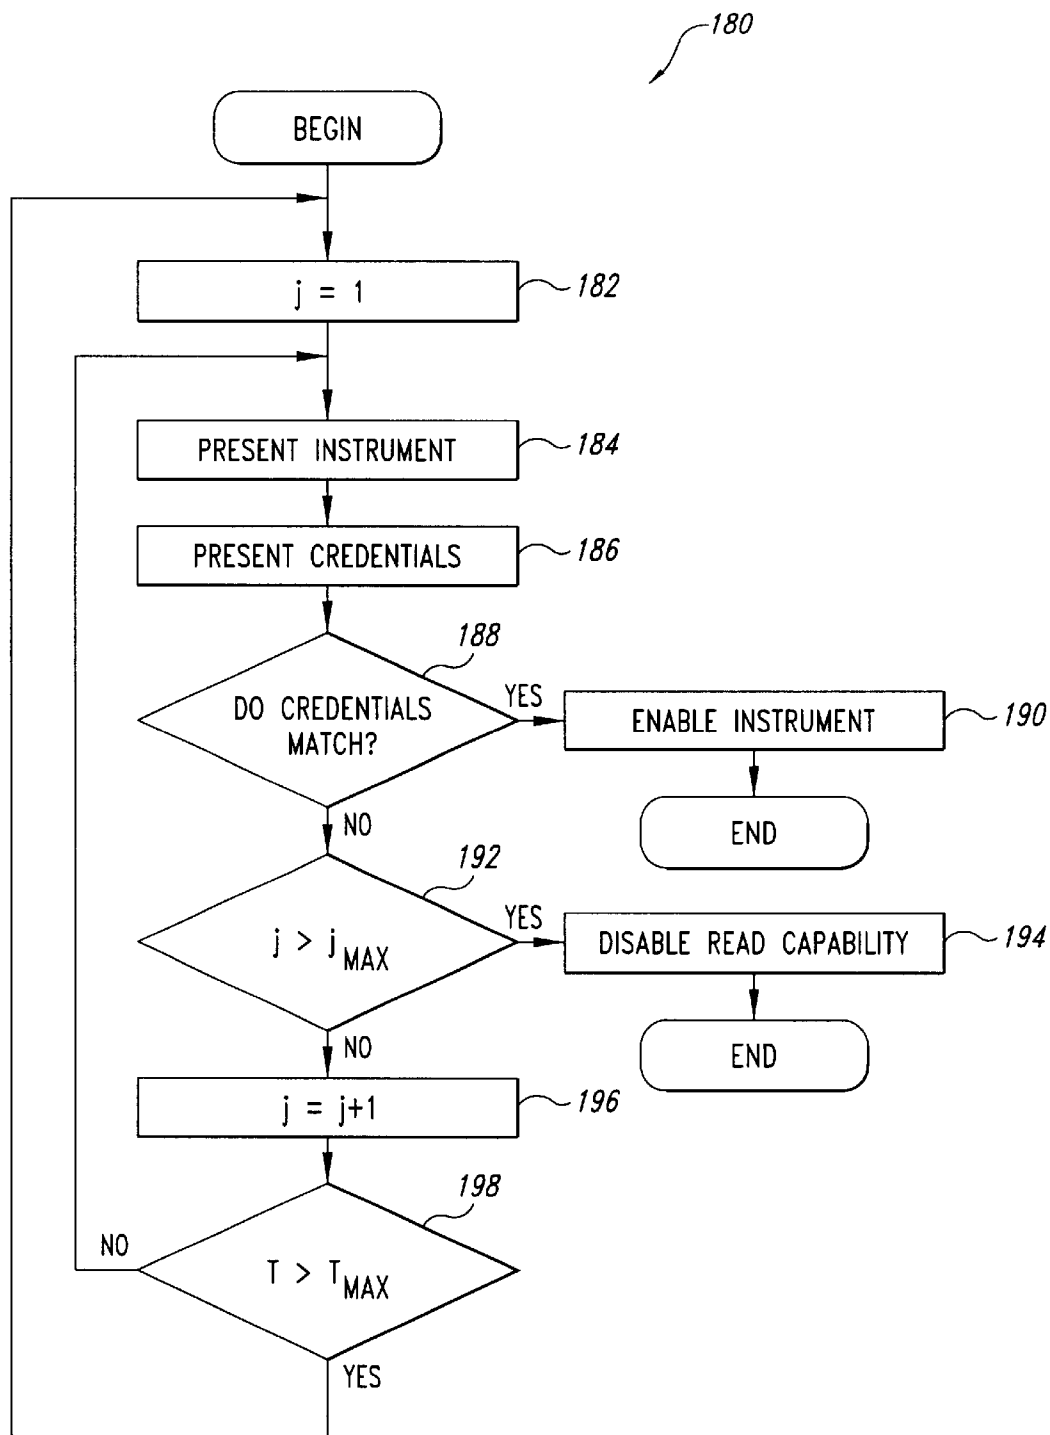 180
BEGIN
j = 1
182
PRESENT INSTRUMENT
184
PRESENT CREDENTIALS
186
188
DO CREDENTIALS
MATCH?
YES
ENABLE INSTRUMENT
190
END
NO
192
j > jMAX
YES
DISABLE READ CAPABILITY
194
END
NO
j = j+1
196
198
T > TMAX
NO
YES